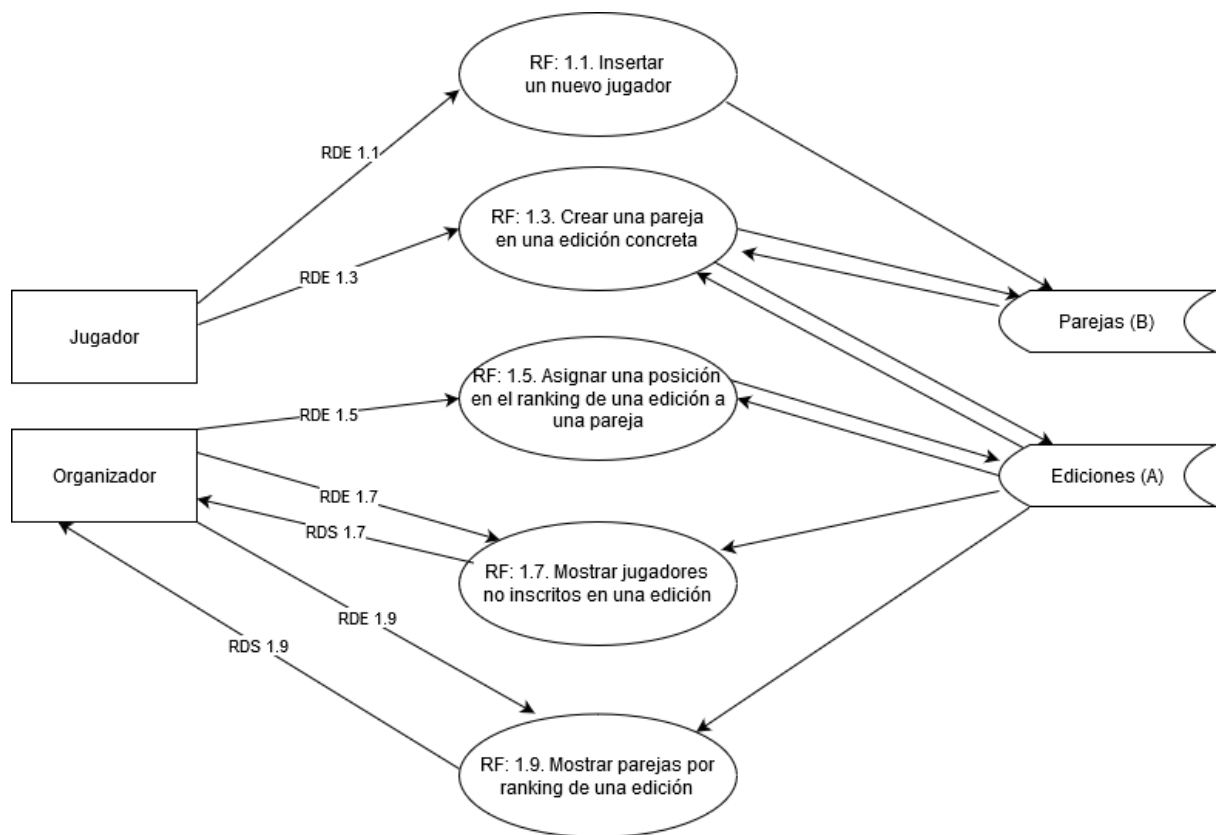 RF: 1.1. Insertar
un nuevo jugador
RDE 1.1
RF: 1.3. Crear una pareja
en una edición concreta
RDE 1.3
Jugador
Parejas (B)
RF: 1.5. Asignar una posición
en el ranking de una edición a
una pareja
RDE 1.5
Organizador
Ediciones (A)
RDE 1.7
RDS 1.7
RF: 1.7. Mostrar jugadores
no inscritos en una edición
RDE 1.9
RDS 1.9
RF: 1.9. Mostrar parejas por
ranking de una edición